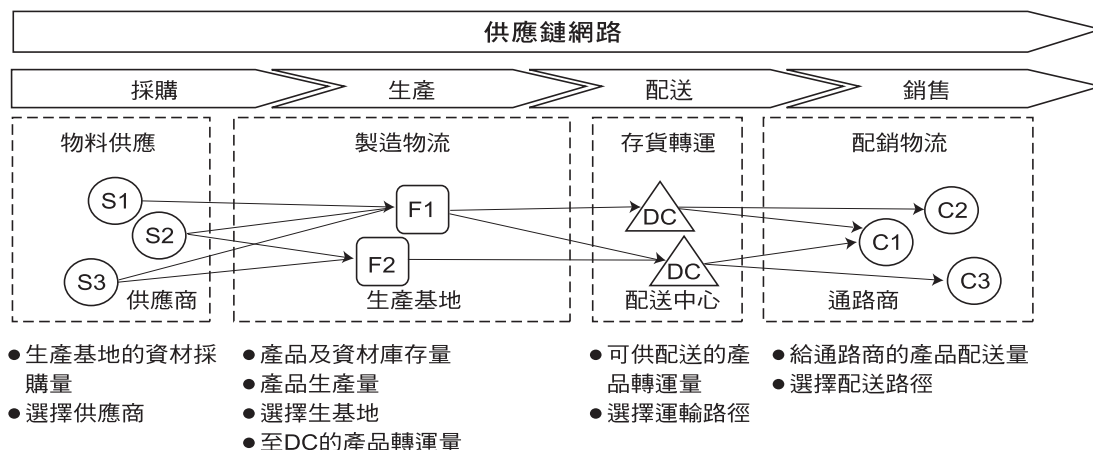 供應鏈網路
採購
生產
配送
銷售
物料供應
製造物流
存貨轉運
配銷物流
S1
S2
S3
F1
F2
DC
DC
C2
C1
C3
供應商
生產基地
配送中心
通路商
●生產基地的資材採
購量
●選擇供應商
●產品及資材庫存量
●產品生產量
●選擇生基地
●至DC的產品轉運量
●可供配送的產
品轉運量
●選擇運輸路徑
●給通路商的產品配送量
●選擇配送路徑